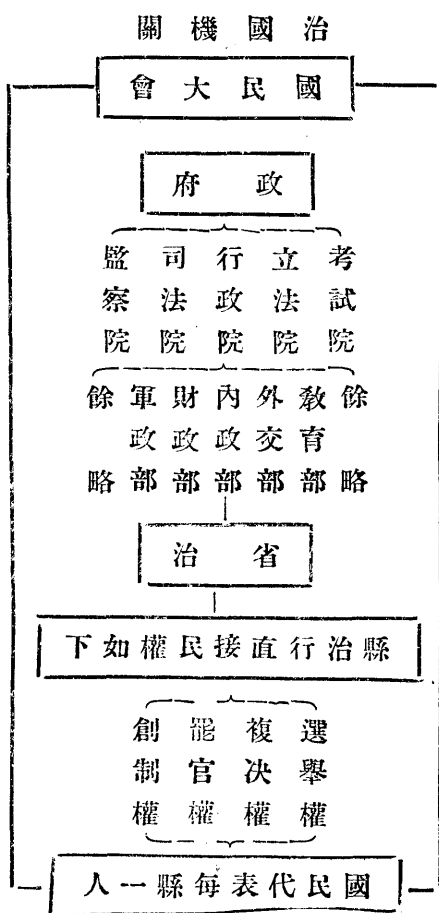 治國機關
國民大會
政府
考試院
立法院
行政院
司法院
監察院
餘略
教育部
外交部
內政部
財政部
軍政部
餘略
省治
縣治行直接民權如下
選舉權
複決權
罷官權
創制權
國民代表每縣一人